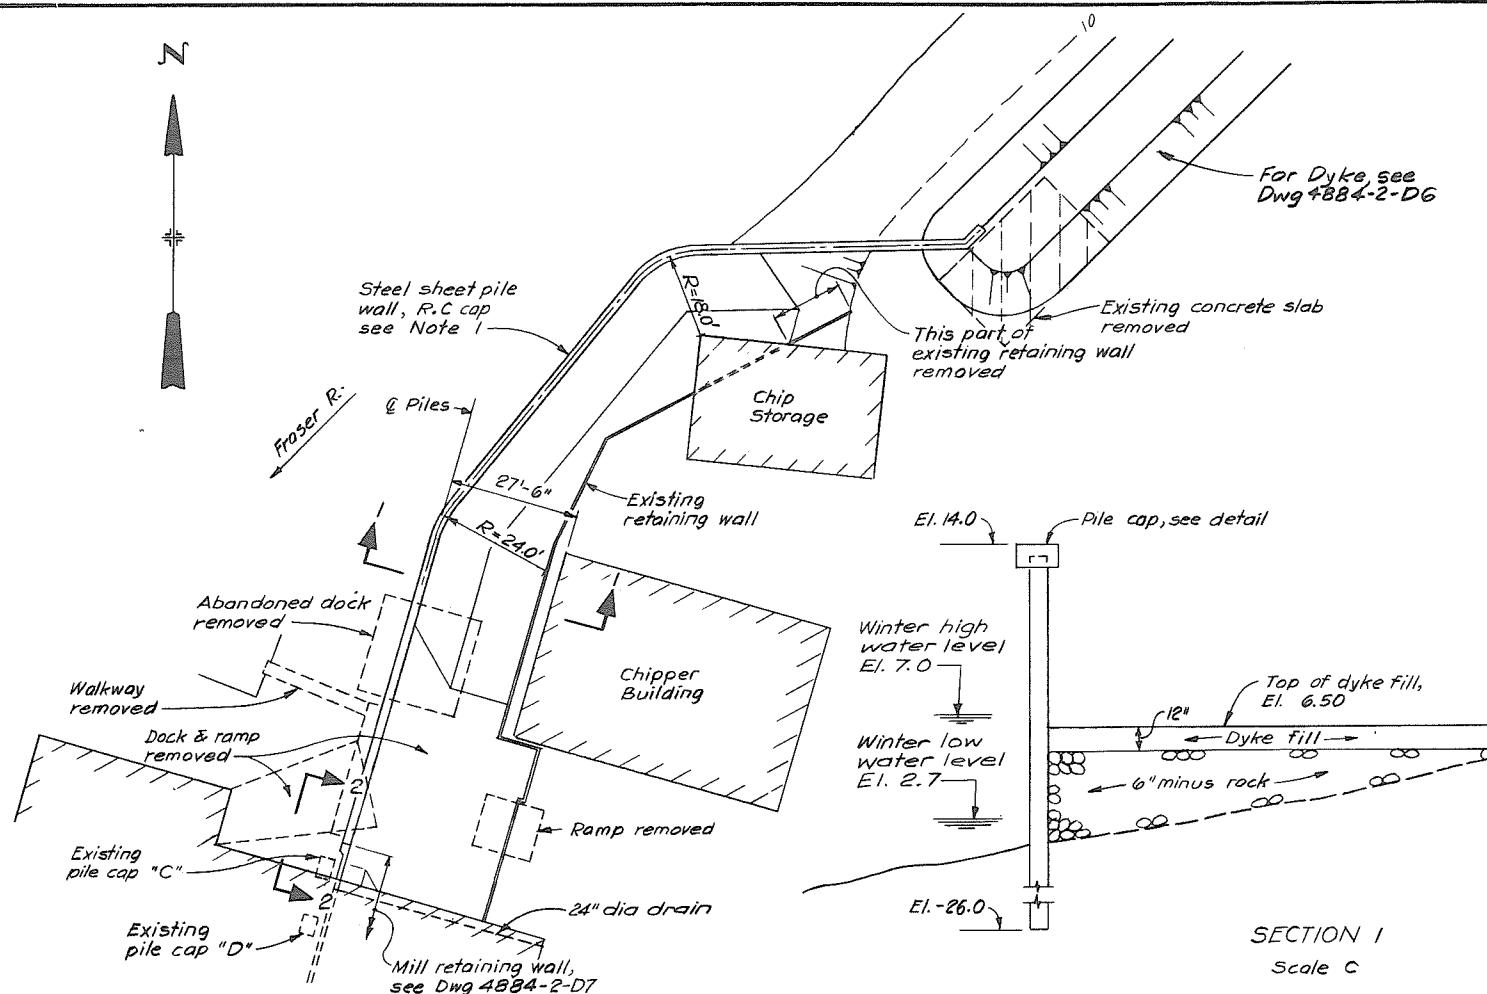 N
10
For Dyke, see
Dwg 4884-2-D6
Steel sheet pile
wall, R.C cap
see Note 1
R=18.0'
Existing concrete slab
removed
This part of
existing retaining wall
removed
Chip
Storage
℄ Piles
Fraser R.
27'-6"
R=24.0'
Existing
retaining wall
El. 14.0
Pile cap, see detail
Abandoned dock
removed
Winter high
water level
El. 7.0
Chipper
Building
Walkway
removed
Top of dyke fill,
El. 6.50
12"
Dyke fill
Dock & ramp
removed
Winter low
water level
El. 2.7
6" minus rock
2
Ramp removed
Existing
pile cap "C"
2
24" dia drain
El. -26.0
Existing
pile cap "D"
Mill retaining wall,
see Dwg 4884-2-D7
SECTION 1
Scale C